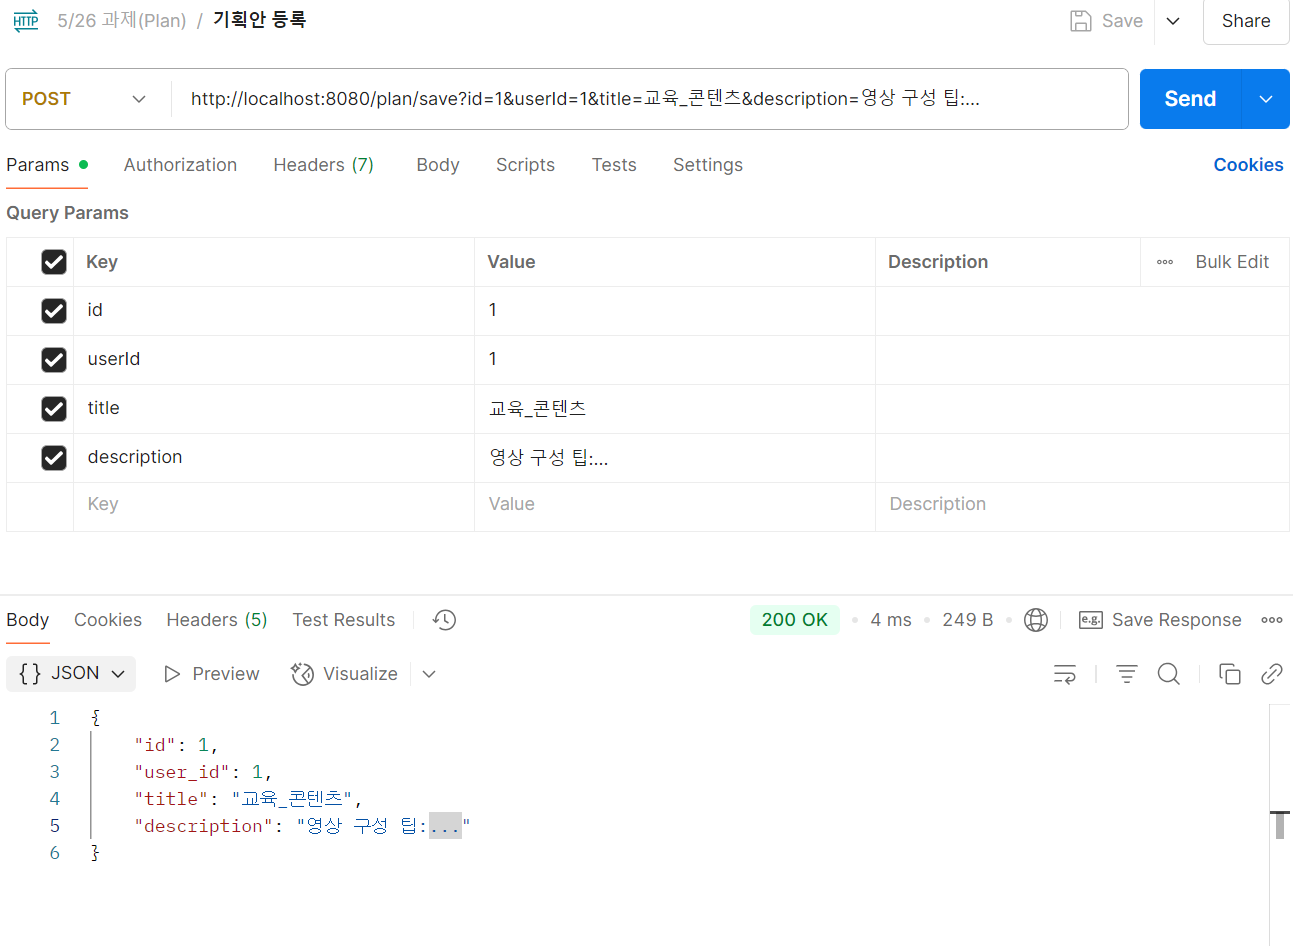 HTTP 5/26 과제(Plan) / 기획안 등록 Save Share
POST http://localhost:8080/plan/save?id=1&userId=1&title=교육_콘텐츠&description=영상 구성 팁:... Send
Params Authorization Headers (7) Body Scripts Tests Settings Cookies
Query Params
Key Value Description Bulk Edit
id 1
userId 1
title 교육_콘텐츠
description 영상 구성 팁:...
Key Value Description
Body Cookies Headers (5) Test Results 200 OK 4 ms 249 B e.g. Save Response
{} JSON Preview Visualize
1 {
2 "id": 1,
3 "user_id": 1,
4 "title": "교육_콘텐츠",
5 "description": "영상 구성 팁:..."
6 }